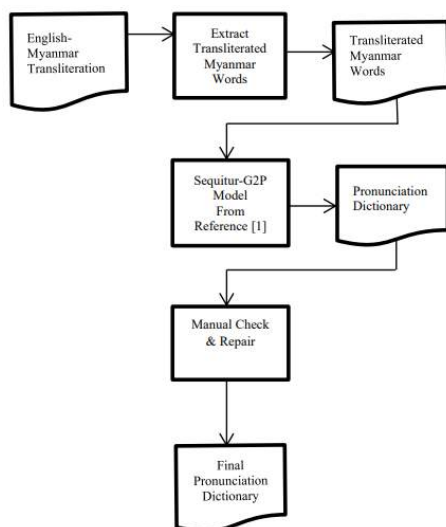 English-
Myanmar
Transliteration
Extract
Transliterated
Myanmar
Words
Transliterated
Myanmar
Words
Sequitur-G2P
Model
From
Reference [1]
Pronunciation
Dictionary
Manual Check
& Repair
Final
Pronunciation
Dictionary